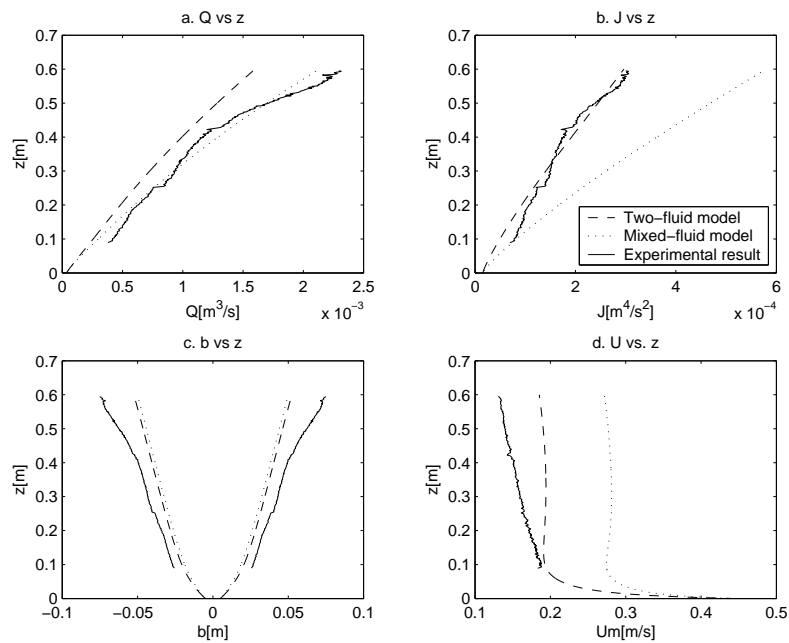 a. Q vs z
0.7
0.6
0.5
0.4
0.3
0.2
0.1
0
z[m]
0 0.5 1 1.5 2 2.5
Q[m³/s]
x 10⁻³
b. J vs z
0.7
0.6
0.5
0.4
0.3
0.2
0.1
0
z[m]
Two-fluid model
Mixed-fluid model
Experimental result
0 2 4 6
J[m⁴/s²]
x 10⁻⁴
c. b vs z
0.7
0.6
0.5
0.4
0.3
0.2
0.1
0
z[m]
−0.1 −0.05 0 0.05 0.1
b[m]
d. U vs. z
0.7
0.6
0.5
0.4
0.3
0.2
0.1
0
z[m]
0.1 0.2 0.3 0.4 0.5
Um[m/s]